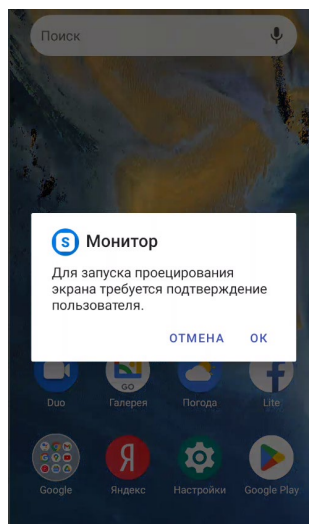 Поиск
S Монитор
Для запуска проецирования
экрана требуется подтверждение
пользователя.
ОТМЕНА ОК
GO
Duo Галерея Погода Lite
Я
Google Яндекс Настройки Google Play